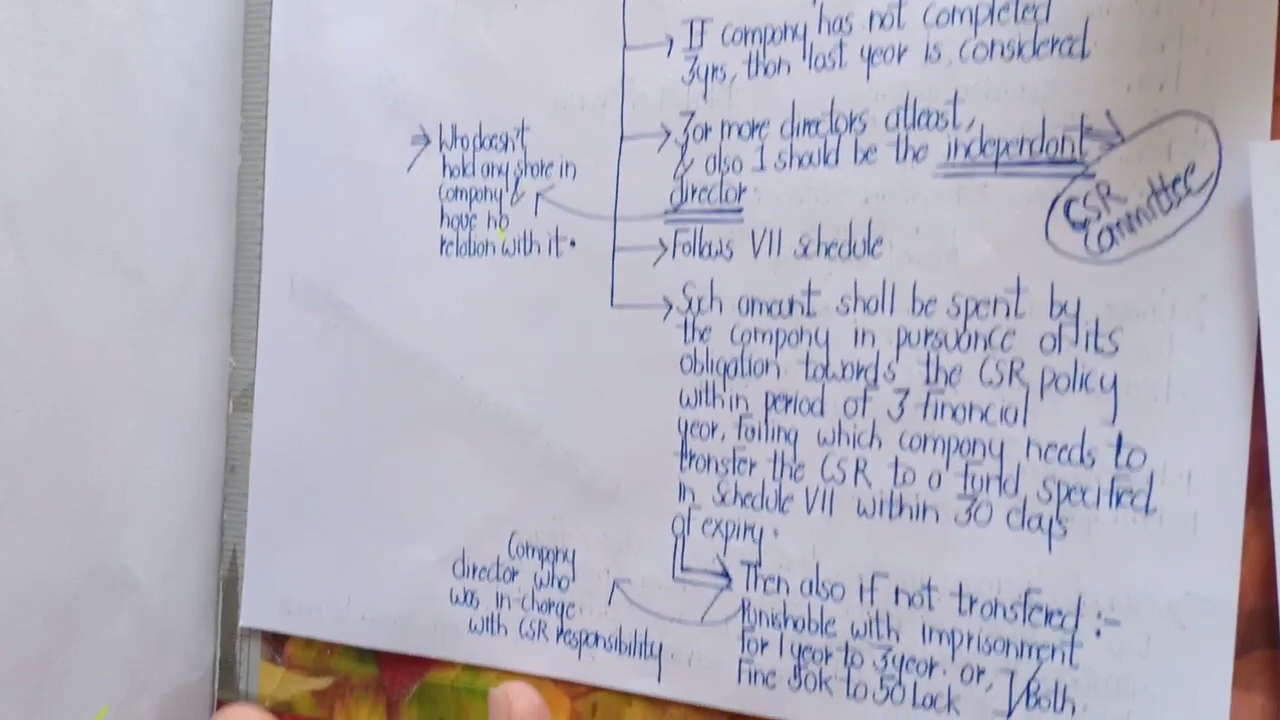 If company has not completed
3yrs, then last year is considered
3 or more directors atleast,
& also 1 should be the independent
director.
CSR
Committee
Who doesn't
hold any share in
company &
have no
relation with it.
Follows VII schedule
Such amount shall be spent by
the company in pursuance of its
obligation towards the CSR policy
within period of 3 financial
year, failing which company needs to
transfer the CSR to a fund, specified
in Schedule VII within 30 days
of expiry.
Then also if not transfered :-
Punishable with imprisonment
for 1 year to 3 year. or,
Fine 50k to 50 Lack
Both.
Company
director who
was in-charge
with CSR responsibility.